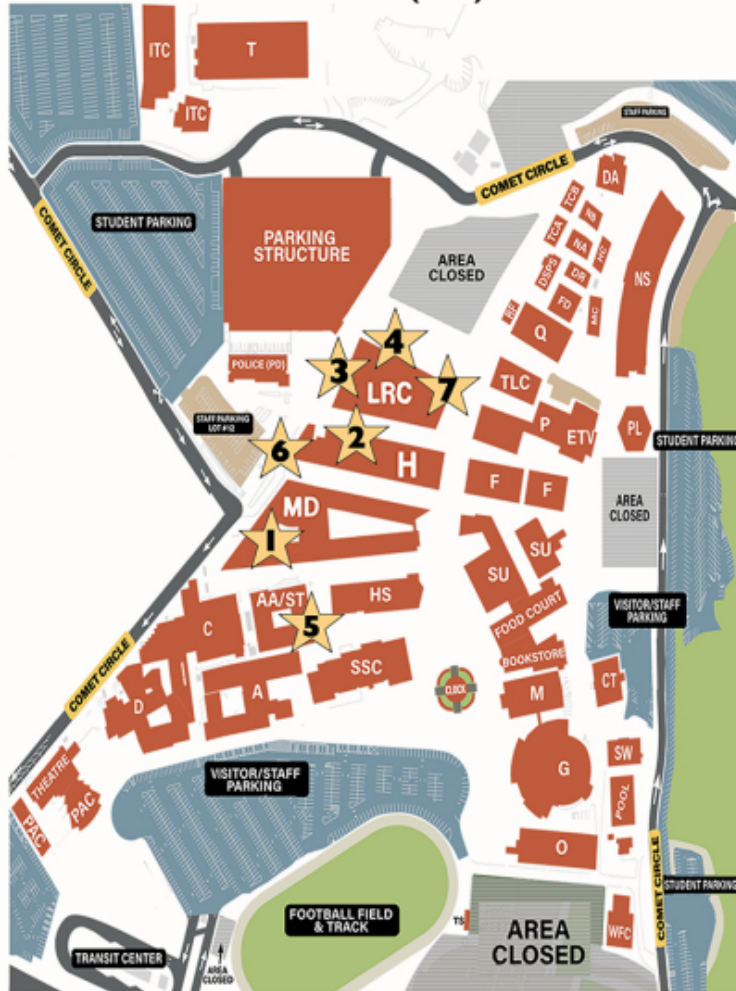 ITC
T
ITC
STAFF PARKING
COMET CIRCLE
DA
TCB
NB
TCA
NA
HC
DSPS
DR
FD
MC
RF
Q
NS
COMET CIRCLE
STUDENT PARKING
PARKING
STRUCTURE
AREA
CLOSED
4
3
POLICE (PD)
LRC
7
TLC
STAFF PARKING
LOT #12
2
6
H
P
ETV
PL
STUDENT PARKING
F
F
AREA
CLOSED
MD
1
SU
SU
AA/ST
HS
5
C
FOOD COURT
VISITOR/STAFF
PARKING
BOOKSTORE
SSC
COMET CIRCLE
D
A
CLOCK
M
CT
THEATRE
PAC
PAC
VISITOR/STAFF
PARKING
G
SW
POOL
O
COMET CIRCLE
STUDENT PARKING
FOOTBALL FIELD
& TRACK
TS
AREA
CLOSED
WFC
TRANSIT CENTER
AREA
CLOSED